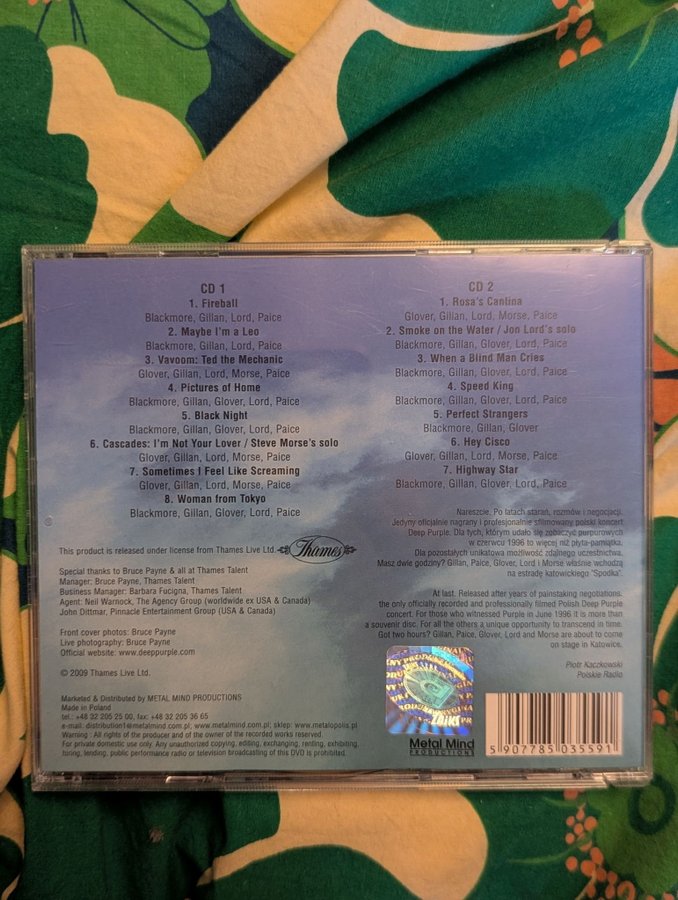 CD 1
1. Fireball
Blackmore, Gillan, Lord, Paice
2. Maybe I'm a Leo
Blackmore, Gillan, Glover, Lord, Paice
3. Vavoom: Ted the Mechanic
Glover, Gillan, Lord, Morse, Paice
4. Pictures of Home
Blackmore, Gillan, Glover, Lord, Paice
5. Black Night
Blackmore, Gillan, Glover, Lord, Paice
6. Cascades: I'm Not Your Lover / Steve Morse's solo
Glover, Gillan, Lord, Morse, Paice
7. Sometimes I Feel Like Screaming
Glover, Gillan, Lord, Morse, Paice
8. Woman from Tokyo
Blackmore, Gillan, Glover, Lord, Paice
CD 2
1. Rosa's Cantina
Glover, Gillan, Lord, Morse, Paice
2. Smoke on the Water / Jon Lord's solo
Blackmore, Gillan, Glover, Lord, Paice
3. When a Blind Man Cries
Blackmore, Gillan, Glover, Lord, Paice
4. Speed King
Blackmore, Gillan, Glover, Lord, Paice
5. Perfect Strangers
Blackmore, Gillan, Glover
6. Hey Cisco
Glover, Gillan, Lord, Morse, Paice
7. Highway Star
Blackmore, Gillan, Glover, Lord, Paice
This product is released under license from Thames Live Ltd.
Thames
Special thanks to Bruce Payne & all at Thames Talent
Manager: Bruce Payne, Thames Talent
Business Manager: Barbara Fucigna, Thames Talent
Agent: Neil Warnock, The Agency Group (worldwide ex USA & Canada)
John Dittmar, Pinnacle Entertainment Group (USA & Canada)
Front cover photos: Bruce Payne
Live photography: Bruce Payne
Official website: www.deeppurple.com
© 2009 Thames Live Ltd.
Marketed & Distributed by METAL MIND PRODUCTIONS
Made in Poland
tel.: +48 32 205 25 00, fax: +48 32 205 36 65
e-mail: distribution1@metalmind.com.pl; www.metalmind.com.pl; sklep: www.metalopolis.pl
Warning : All rights of the producer and of the owner of the recorded works reserved.
For private domestic use only. Any unauthorized copying, editing, exchanging, renting, exhibiting,
hiring, lending, public performance radio or television broadcasting of this DVD is prohibited.
Nareszcie. Po latach starań, rozmów i negocjacji.
Jedyny oficjalnie nagrany i profesjonalnie sfilmowany polski koncert
Deep Purple. Dla tych, którym udało się zobaczyć purpurowych
w czerwcu 1996 to więcej niż płyta-pamiątka.
Dla pozostałych unikatowa możliwość zdalnego uczestnictwa.
Masz dwie godziny? Gillan, Paice, Glover, Lord i Morse właśnie wchodzą
na estradę katowickiego "Spodka".
At last. Released after years of painstaking negotiations,
the only officially recorded and professionally filmed Polish Deep Purple
concert. For those who witnessed Purple in June 1996 it is more than
a souvenir disc. For all the others a unique opportunity to transcend in time.
Got two hours? Gillan, Paice, Glover, Lord and Morse are about to come
on stage in Katowice.
Piotr Kaczkowski
Polskie Radio
ZAiKS
Metal Mind
PRODUCTIONS
5 907785 035591